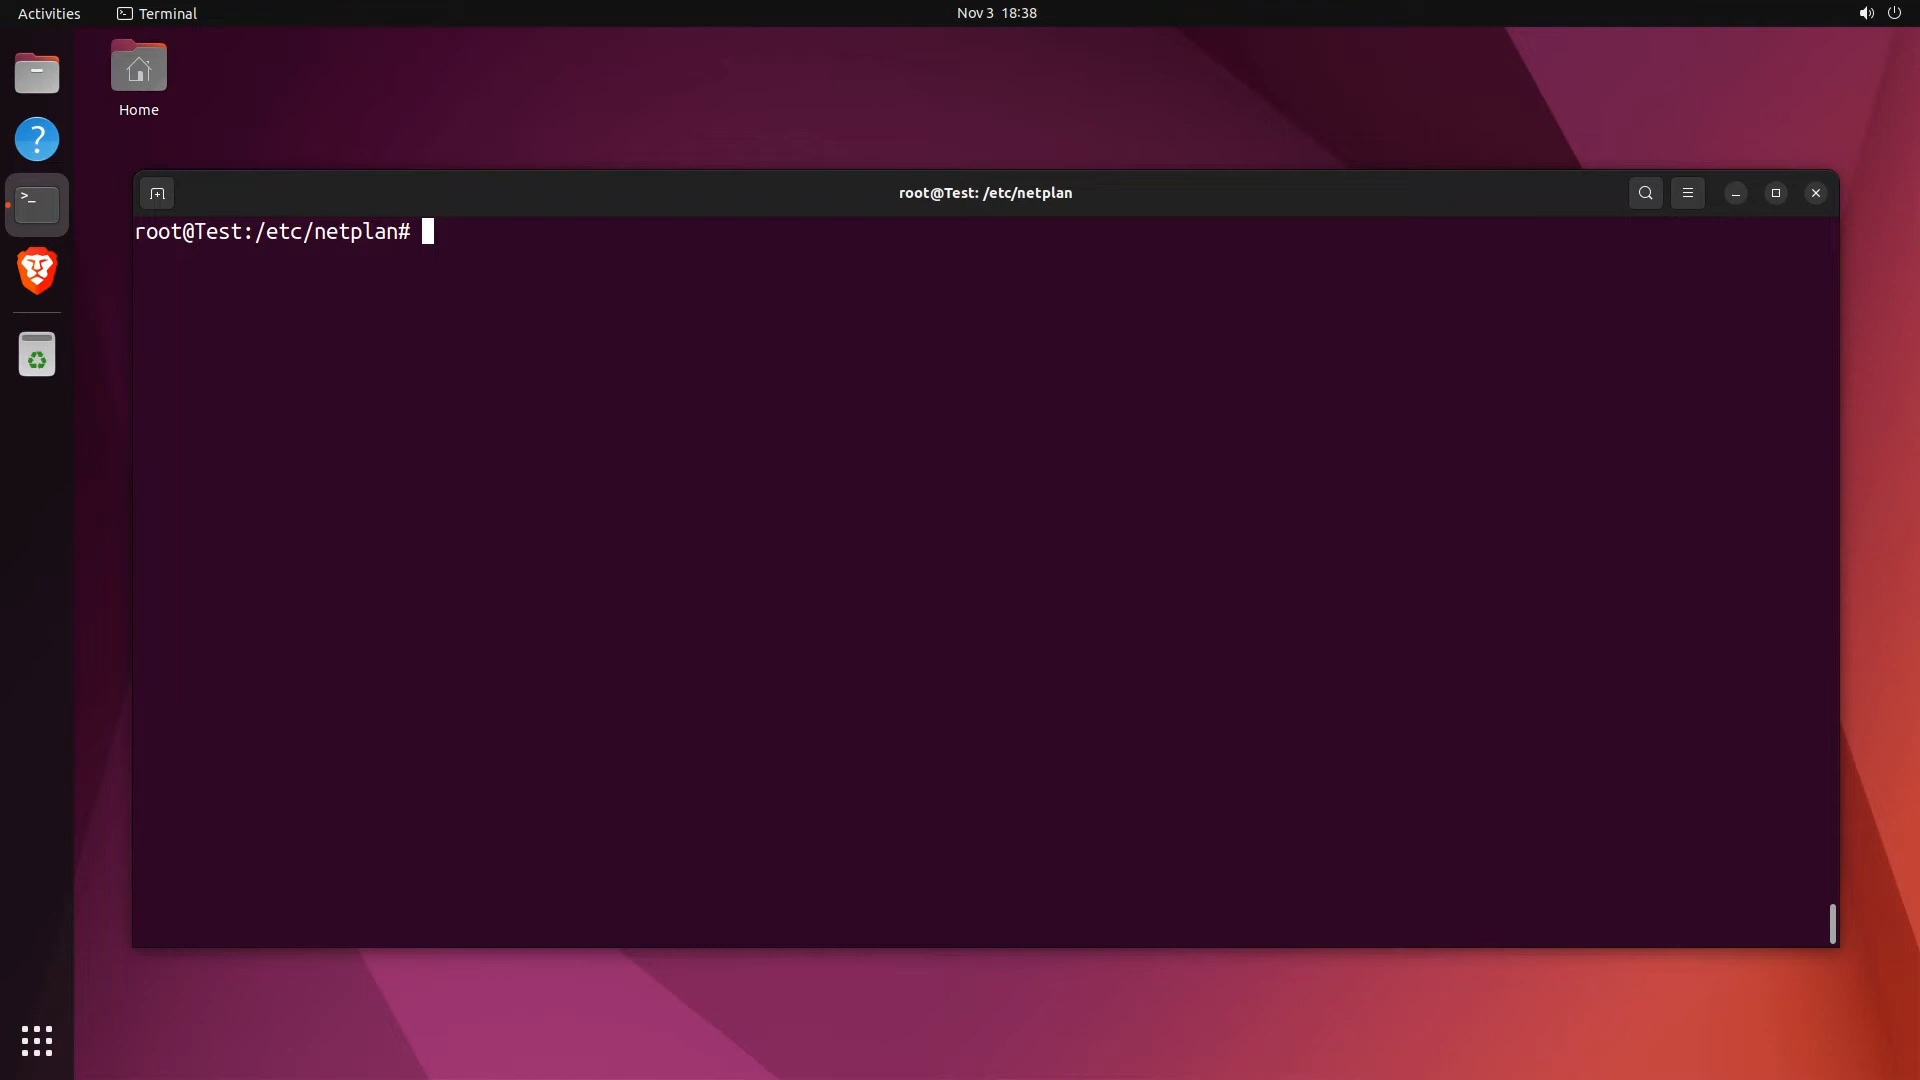 Activities
Terminal
Nov 3 18:38
Home
root@Test: /etc/netplan
root@Test:/etc/netplan#